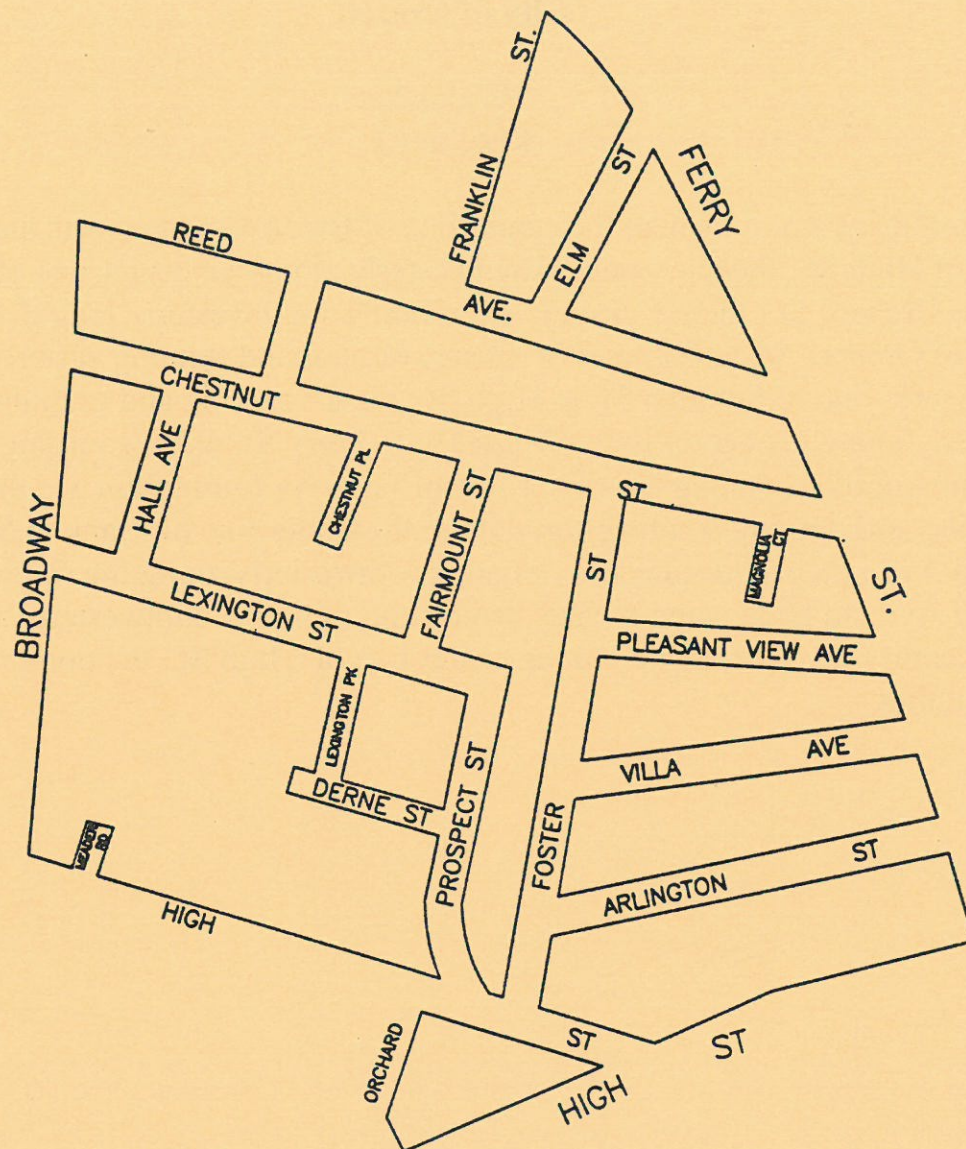 ST.
FRANKLIN
ST
FERRY
ELM
REED
AVE.
CHESTNUT
ST
HALL AVE
CHESTNUT PL
FAIRMOUNT ST
ST
MAGNOLIA
CT
ST.
BROADWAY
LEXINGTON ST
PLEASANT VIEW AVE
LEXINGTON PK
DERNE ST
PROSPECT ST
VILLA AVE
FOSTER
ARLINGTON ST
MEADER
RD
HIGH
ST
ORCHARD
HIGH ST